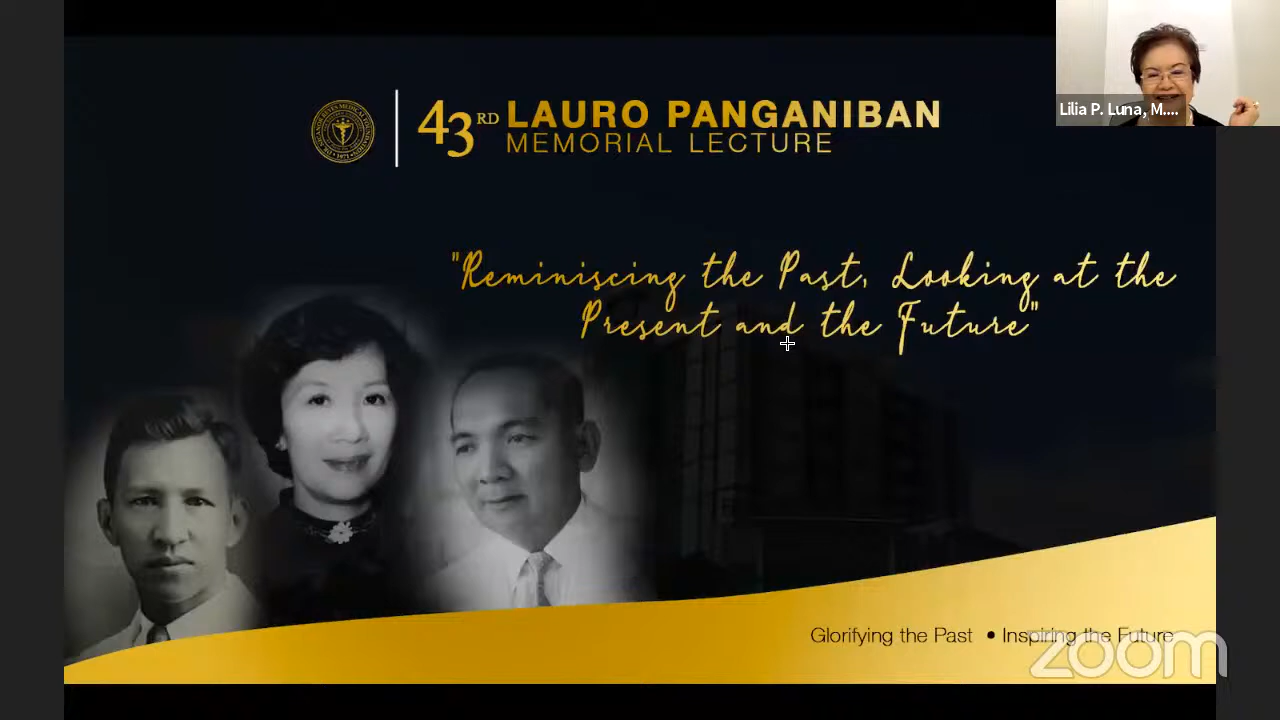 43RD LAURO PANGANIBAN
MEMORIAL LECTURE
Lilia P. Luna, M....
"Reminiscing the Past, Looking at the
Present and the Future"
Glorifying the Past • Inspiring the Future
zoom